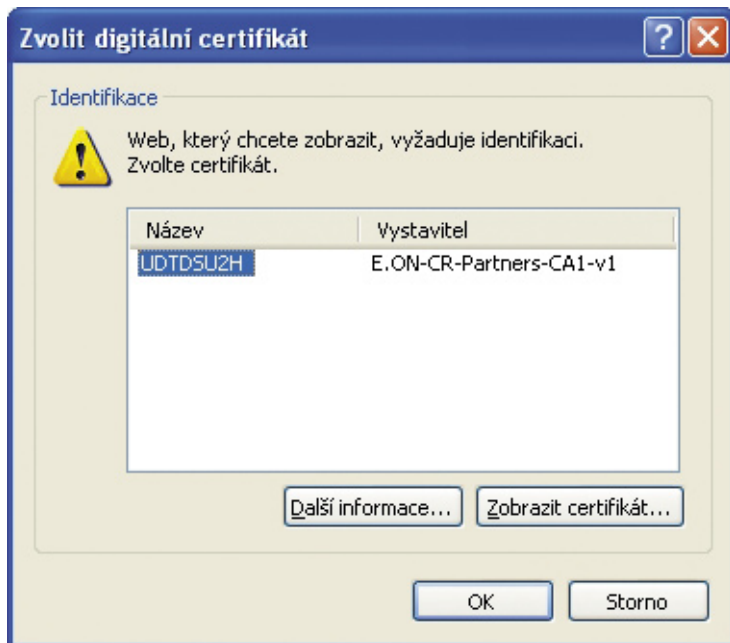 Zvolit digitální certifikát
Identifikace
Web, který chcete zobrazit, vyžaduje identifikaci.
Zvolte certifikát.
Název Vystavitel
UDTDSU2H E.ON-CR-Partners-CA1-v1
Další informace... Zobrazit certifikát...
OK Storno